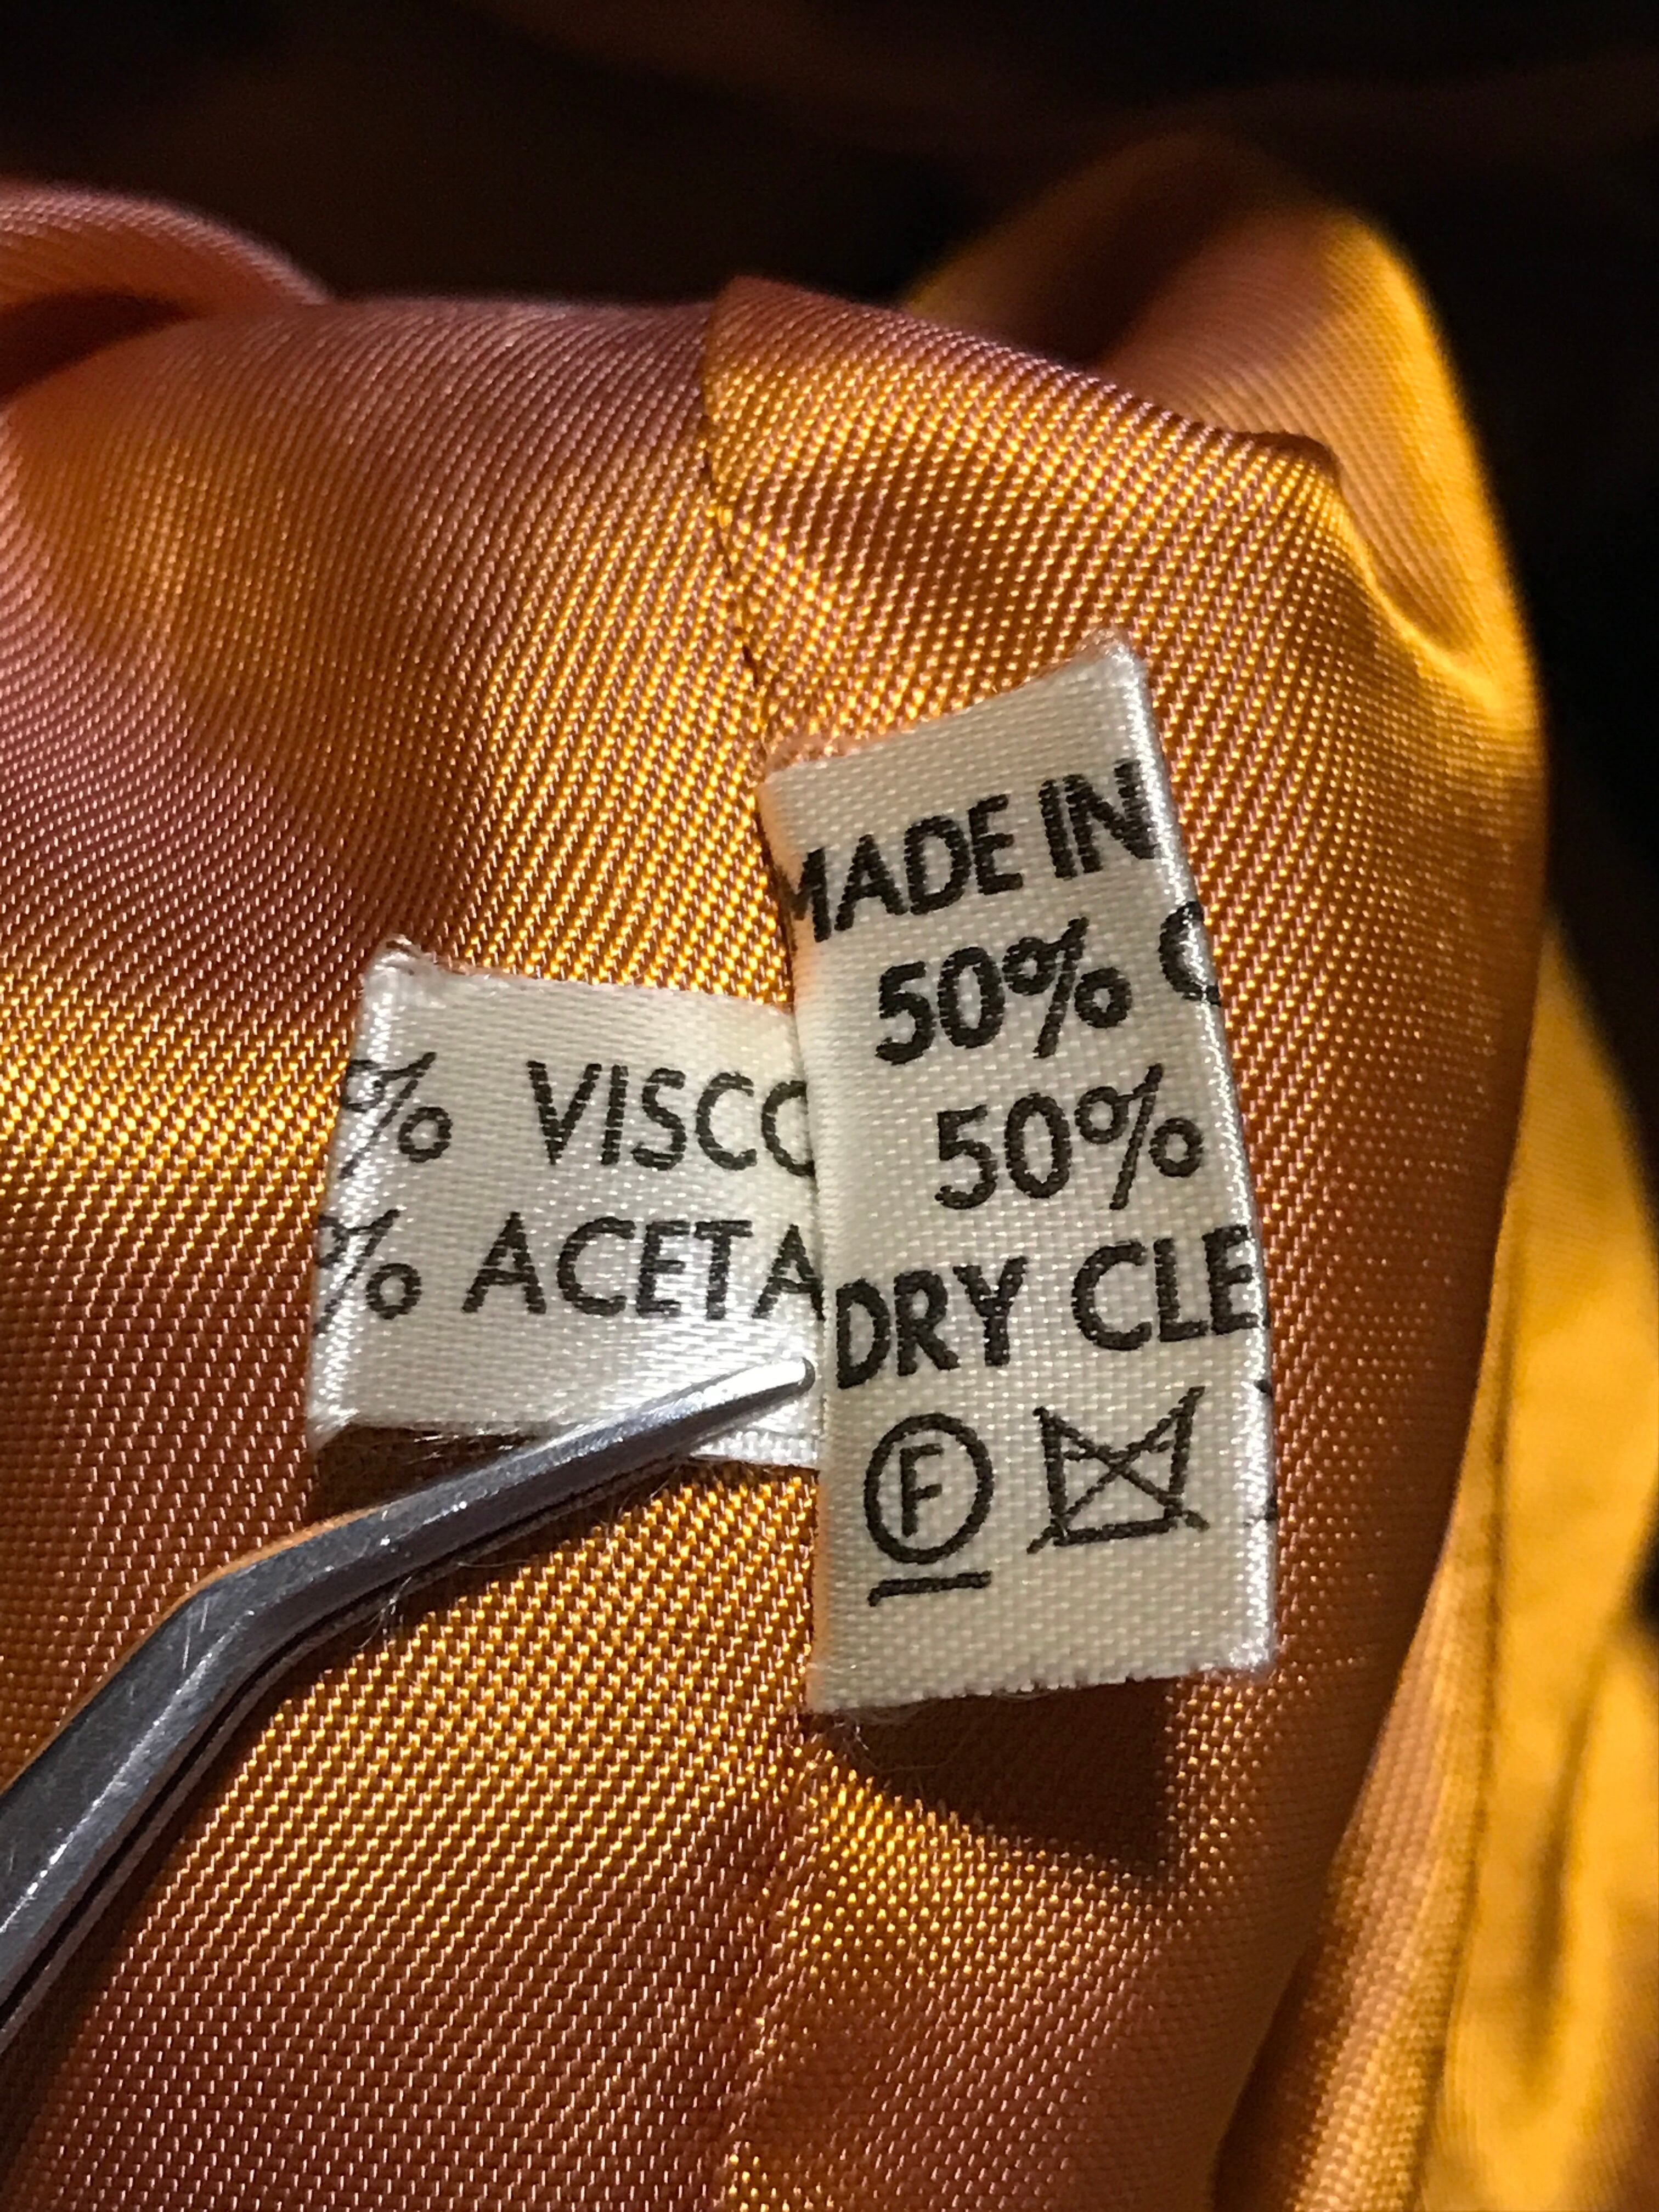 % VISCO
% ACETA
MADE IN
50% C
50%
DRY CLE
F